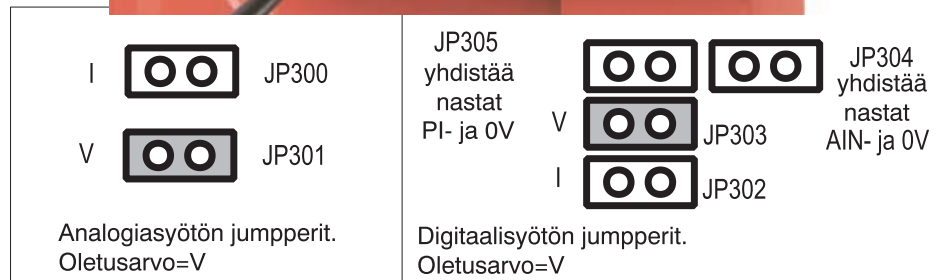 I
JP300
V
JP301
Analogiasyötön jumpperit.
Oletusarvo=V
JP305
yhdistää
nastat
PI- ja 0V
JP304
yhdistää
nastat
AIN- ja 0V
V
JP303
I
JP302
Digitaalisyötön jumpperit.
Oletusarvo=V